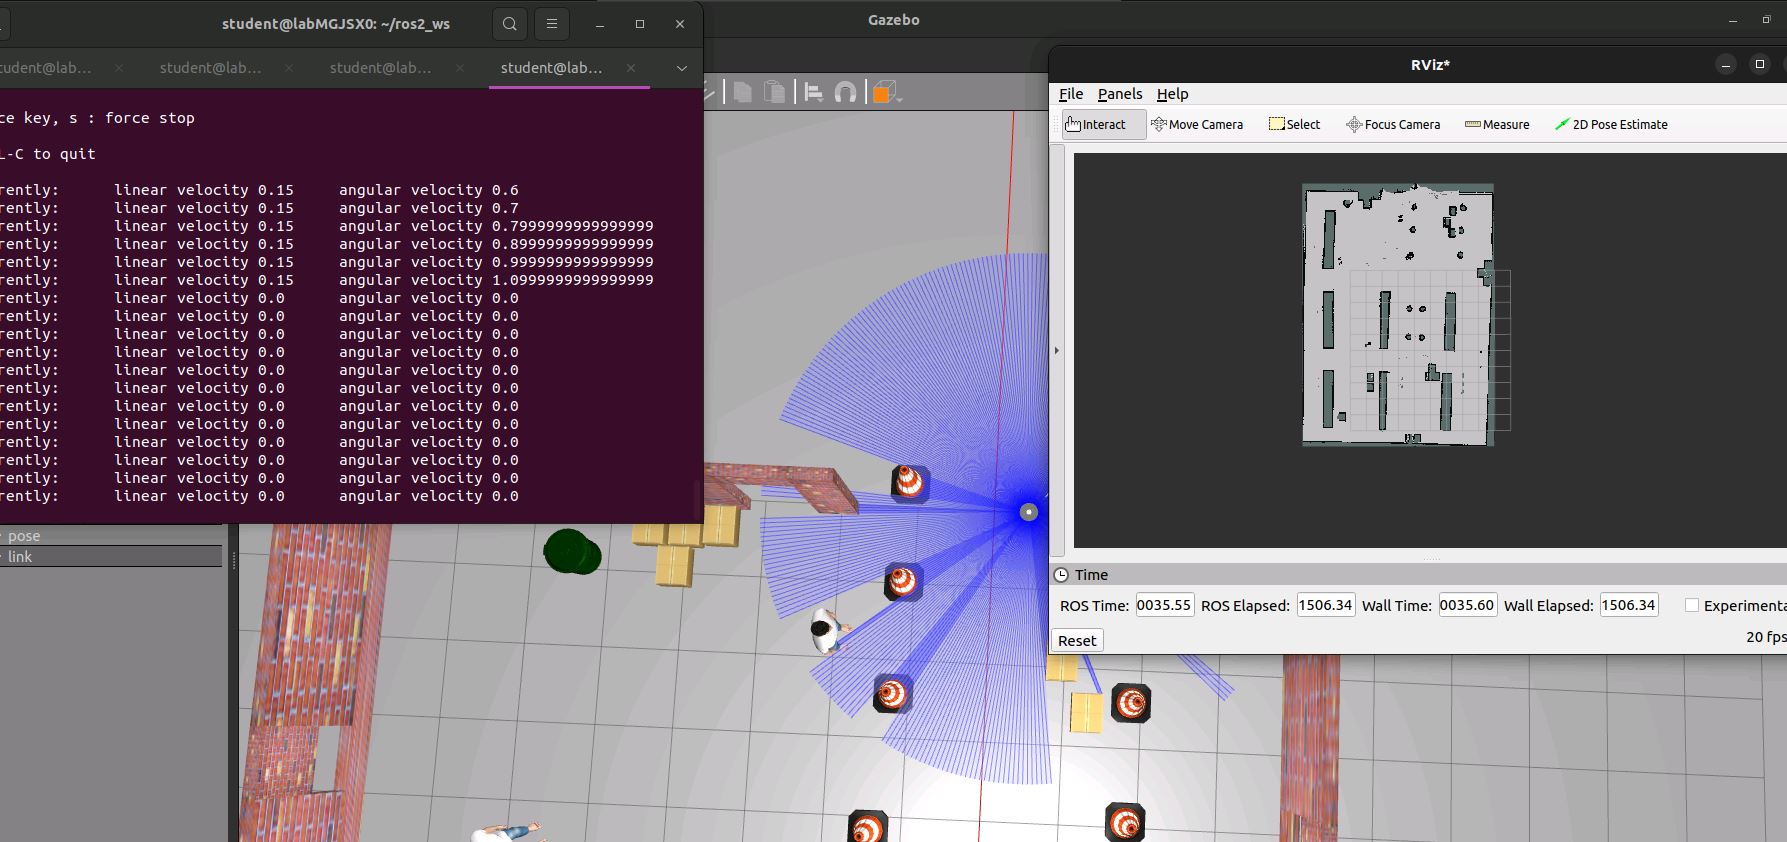 student@labMGJSX0: ~/ros2_ws
tudent@lab...
student@lab...
student@lab...
student@lab...
ce key, s : force stop
L-C to quit
rently: linear velocity 0.15 angular velocity 0.6
rently: linear velocity 0.15 angular velocity 0.7
rently: linear velocity 0.15 angular velocity 0.7999999999999999
rently: linear velocity 0.15 angular velocity 0.8999999999999999
rently: linear velocity 0.15 angular velocity 0.9999999999999999
rently: linear velocity 0.15 angular velocity 1.0999999999999999
rently: linear velocity 0.0 angular velocity 0.0
rently: linear velocity 0.0 angular velocity 0.0
rently: linear velocity 0.0 angular velocity 0.0
rently: linear velocity 0.0 angular velocity 0.0
rently: linear velocity 0.0 angular velocity 0.0
rently: linear velocity 0.0 angular velocity 0.0
rently: linear velocity 0.0 angular velocity 0.0
rently: linear velocity 0.0 angular velocity 0.0
rently: linear velocity 0.0 angular velocity 0.0
rently: linear velocity 0.0 angular velocity 0.0
rently: linear velocity 0.0 angular velocity 0.0
rently: linear velocity 0.0 angular velocity 0.0
pose
link
Gazebo
RViz*
File Panels Help
Interact Move Camera Select Focus Camera Measure 2D Pose Estimate
Time
ROS Time: 0035.55 ROS Elapsed: 1506.34 Wall Time: 0035.60 Wall Elapsed: 1506.34 Experimenta
Reset
20 fps